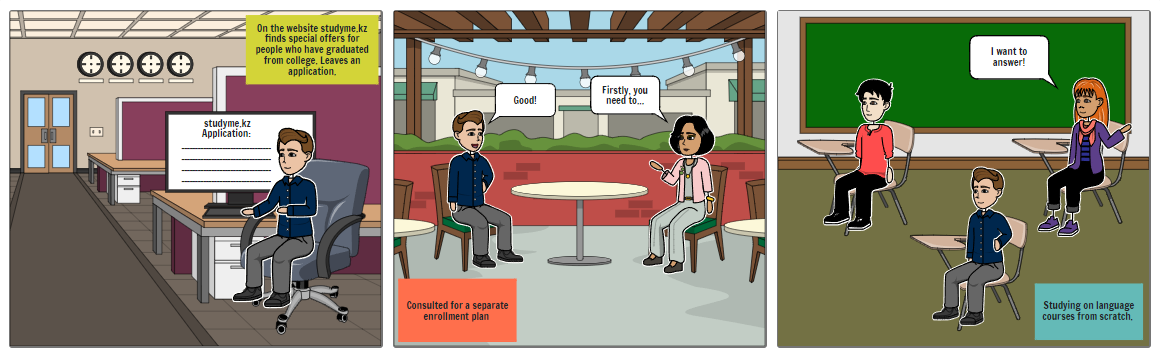 On the website studyme.kz
finds special offers for
people who have graduated
from college. Leaves an
application.
studyme.kz
Application:
Good!
Firstly, you
need to...
Consulted for a separate
enrollment plan
I want to
answer!
Studying on language
courses from scratch.